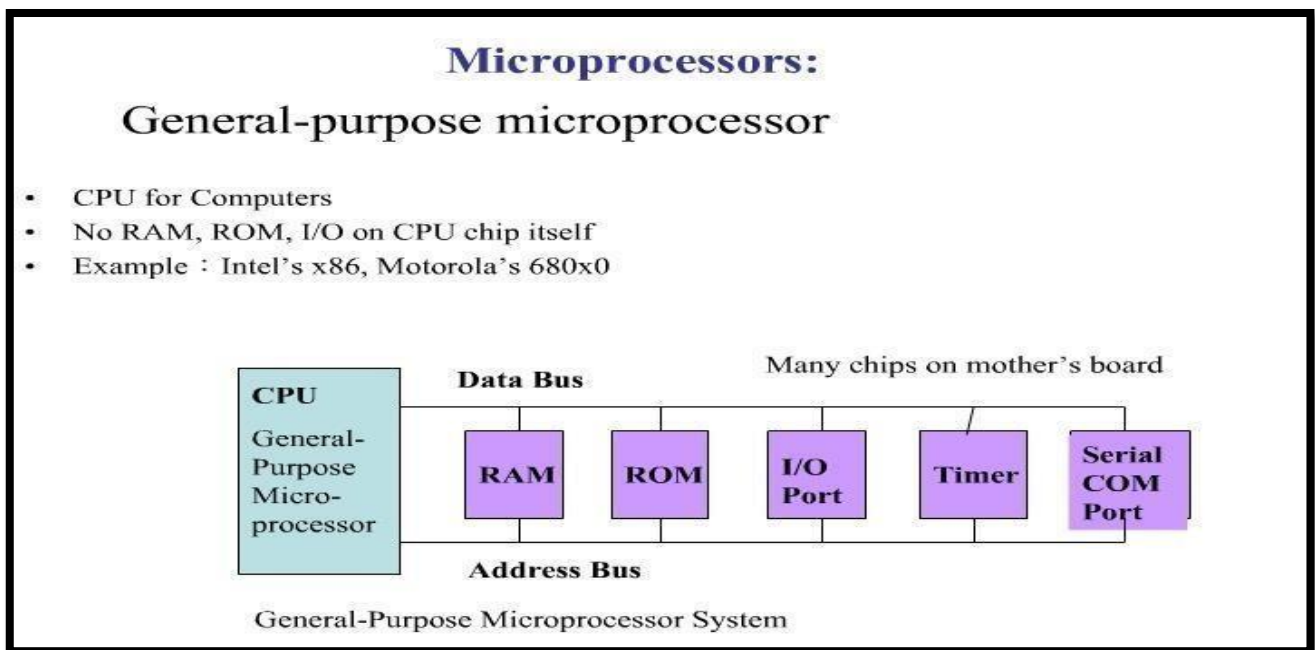 Microprocessors:
General-purpose microprocessor
• CPU for Computers
• No RAM, ROM, I/O on CPU chip itself
• Example：Intel's x86, Motorola's 680x0
Many chips on mother's board
Data Bus
CPU
General-
Purpose
Micro-
processor
RAM
ROM
I/O
Port
Timer
Serial
COM
Port
Address Bus
General-Purpose Microprocessor System